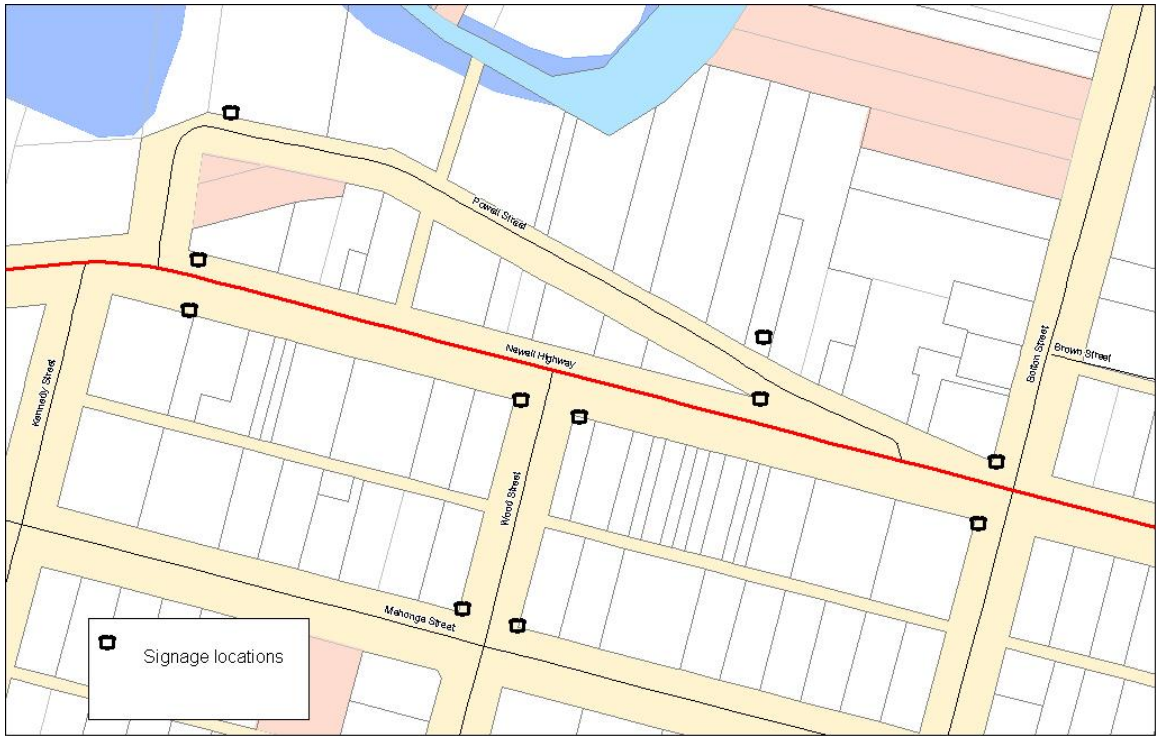 Powell Street
Newell Highway
Bolton Street
Brown Street
Kennedy Street
Wood Street
Mahonga Street
Signage locations